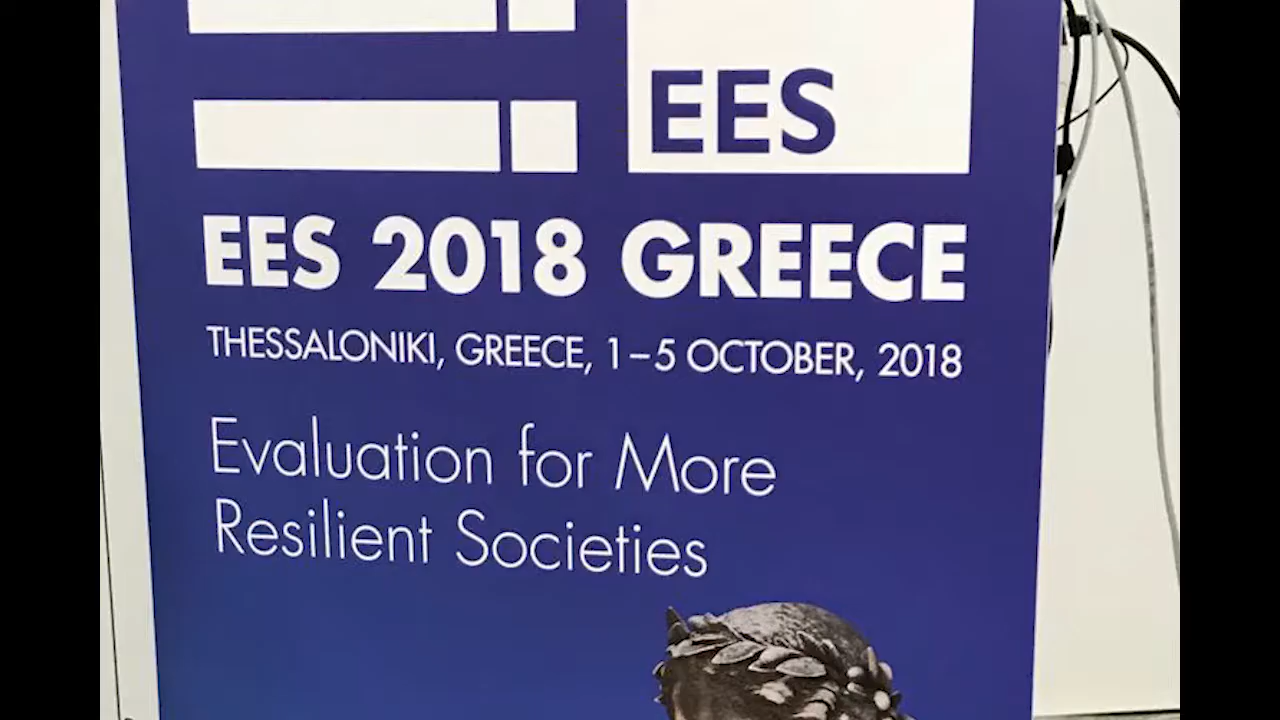 EES
EES 2018 GREECE
THESSALONIKI, GREECE, 1–5 OCTOBER, 2018
Evaluation for More
Resilient Societies